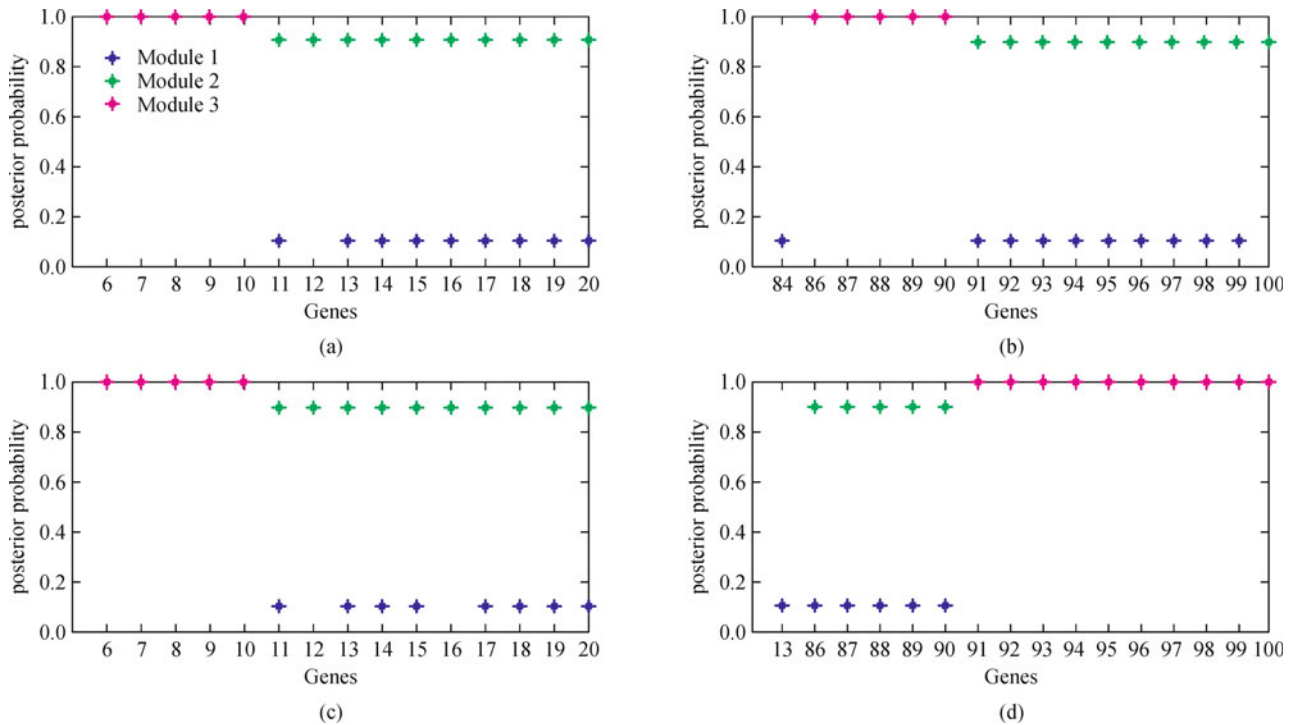 1.0
0.8
0.6
0.4
0.2
0.0
posterior probability
Module 1
Module 2
Module 3
6 7 8 9 10 11 12 13 14 15 16 17 18 19 20
Genes
(a)
1.0
0.8
0.6
0.4
0.2
0.0
posterior probability
84 86 87 88 89 90 91 92 93 94 95 96 97 98 99 100
Genes
(b)
1.0
0.8
0.6
0.4
0.2
0.0
posterior probability
6 7 8 9 10 11 12 13 14 15 16 17 18 19 20
Genes
(c)
1.0
0.8
0.6
0.4
0.2
0.0
posterior probability
13 86 87 88 89 90 91 92 93 94 95 96 97 98 99 100
Genes
(d)